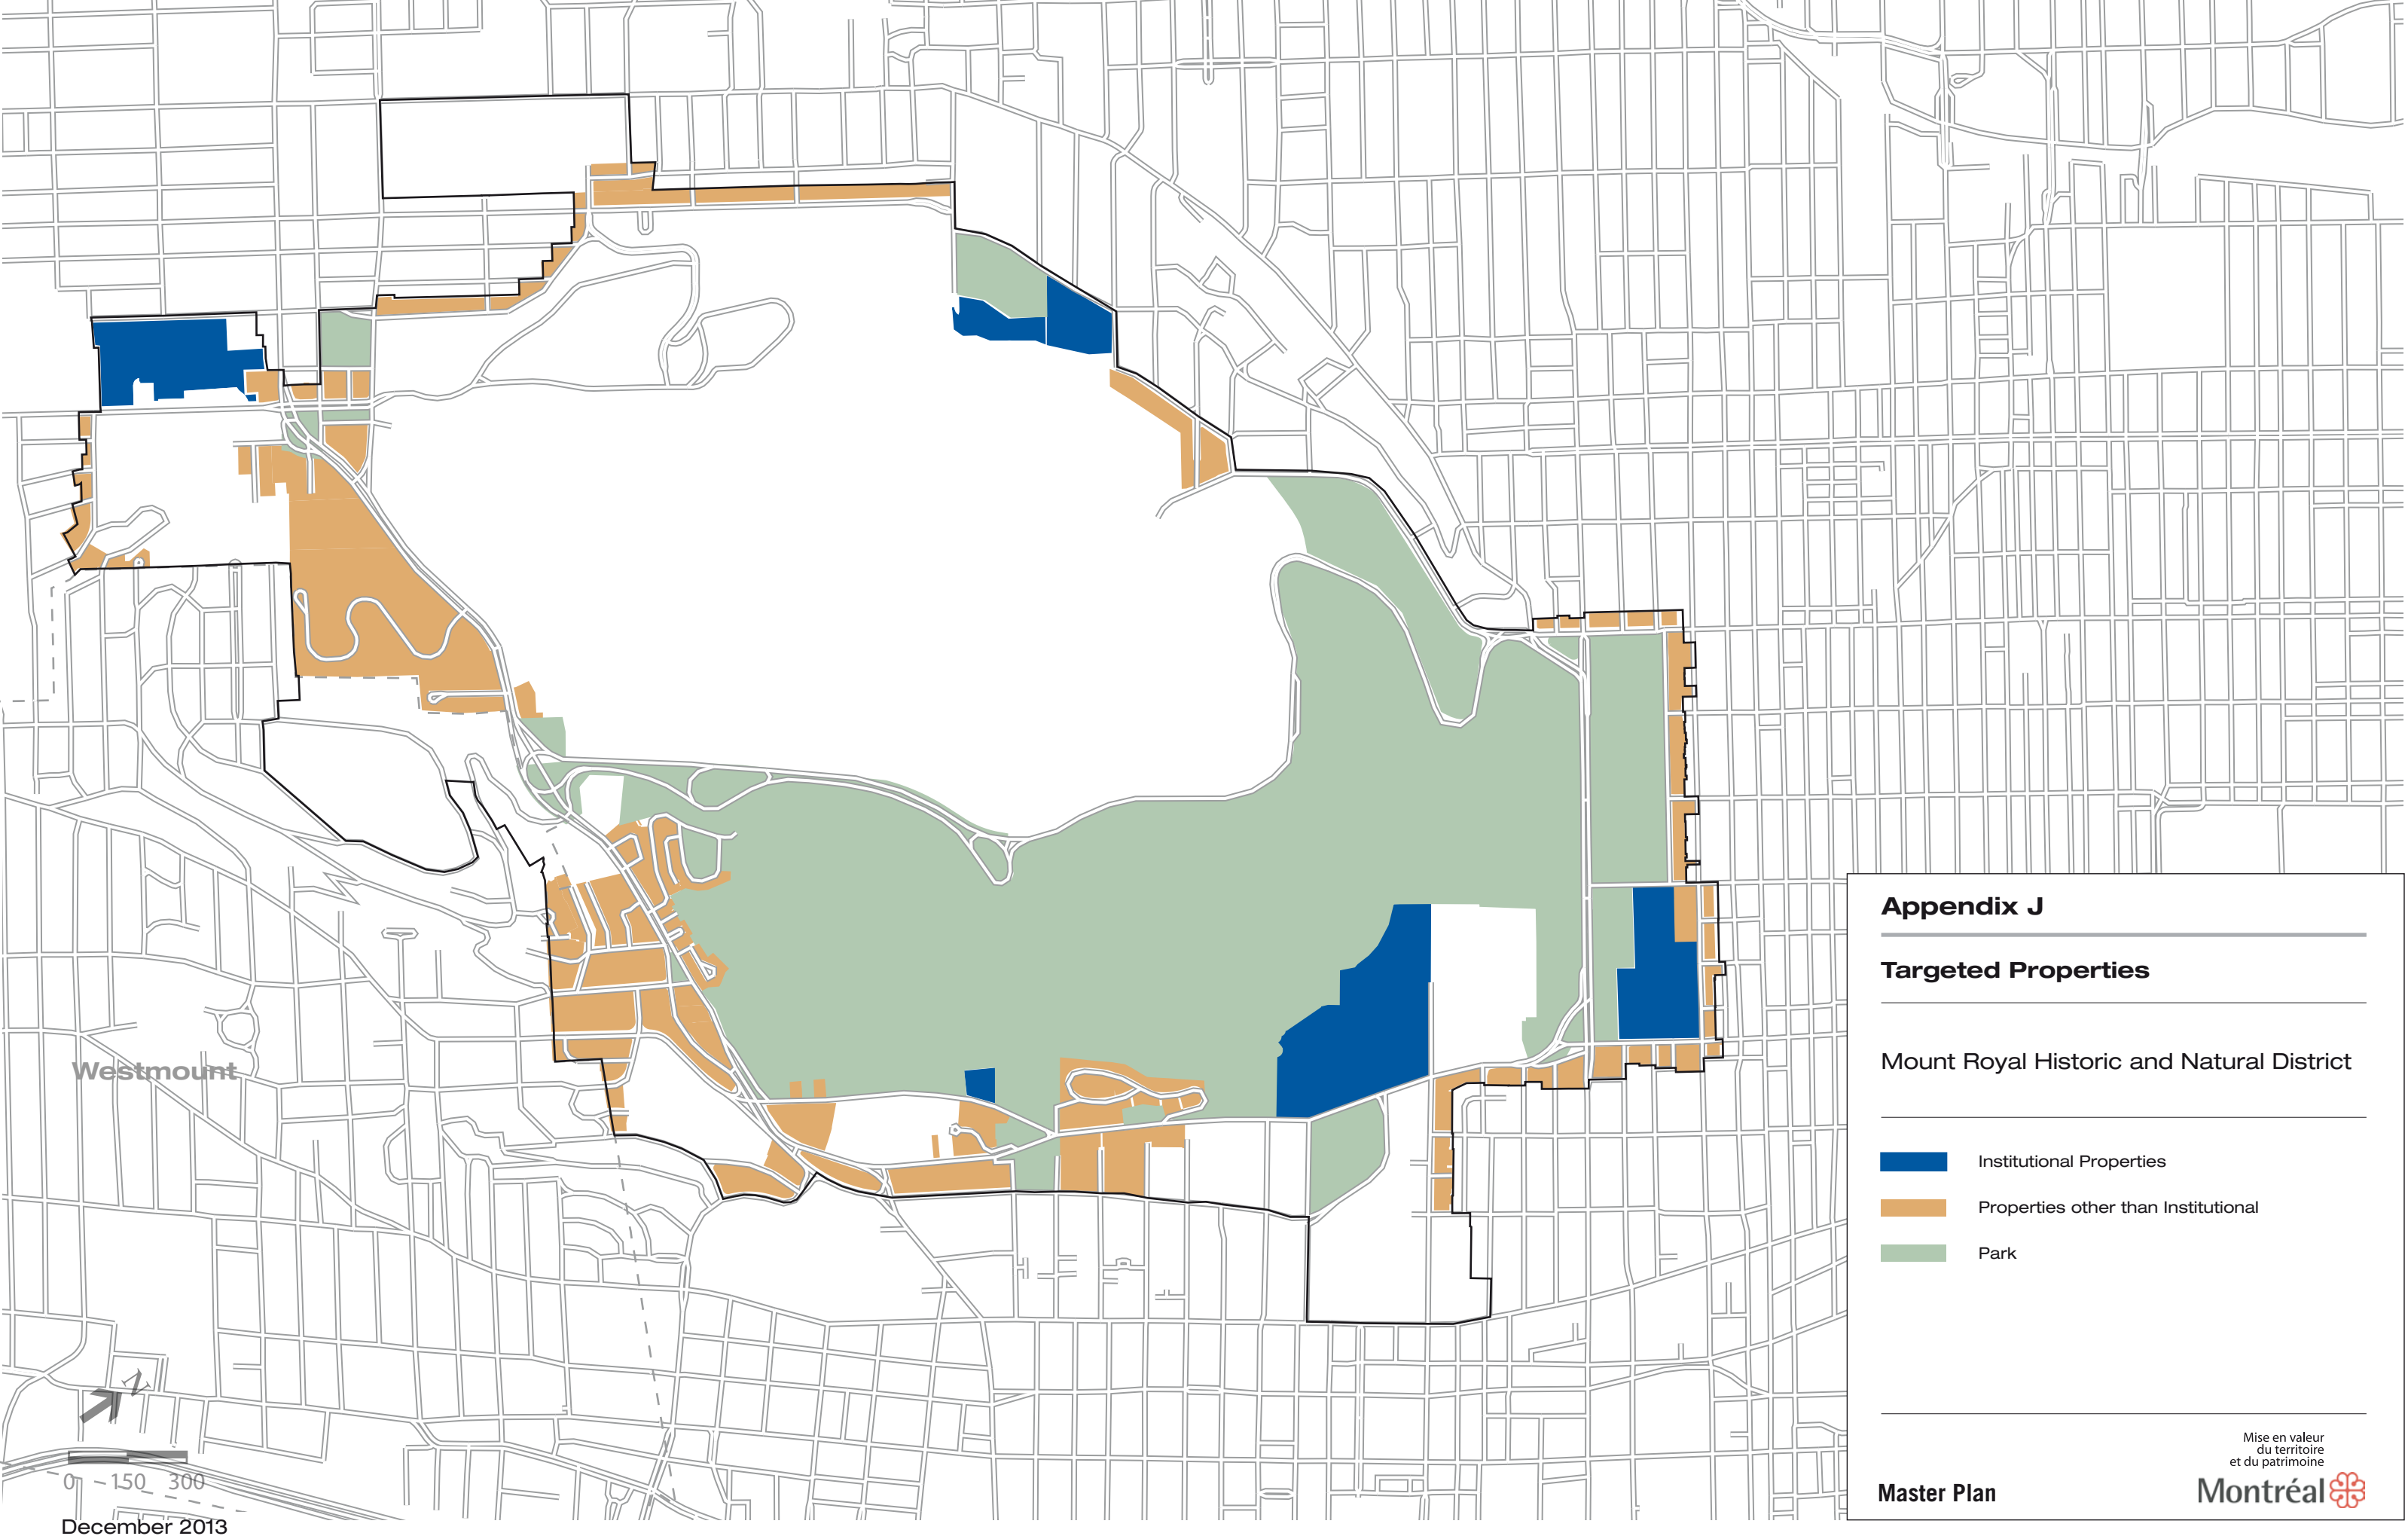 Westmount
N
0 150 300
December 2013
Appendix J
Targeted Properties
Mount Royal Historic and Natural District
Institutional Properties
Properties other than Institutional
Park
Mise en valeur
du territoire
et du patrimoine
Master Plan
Montréal